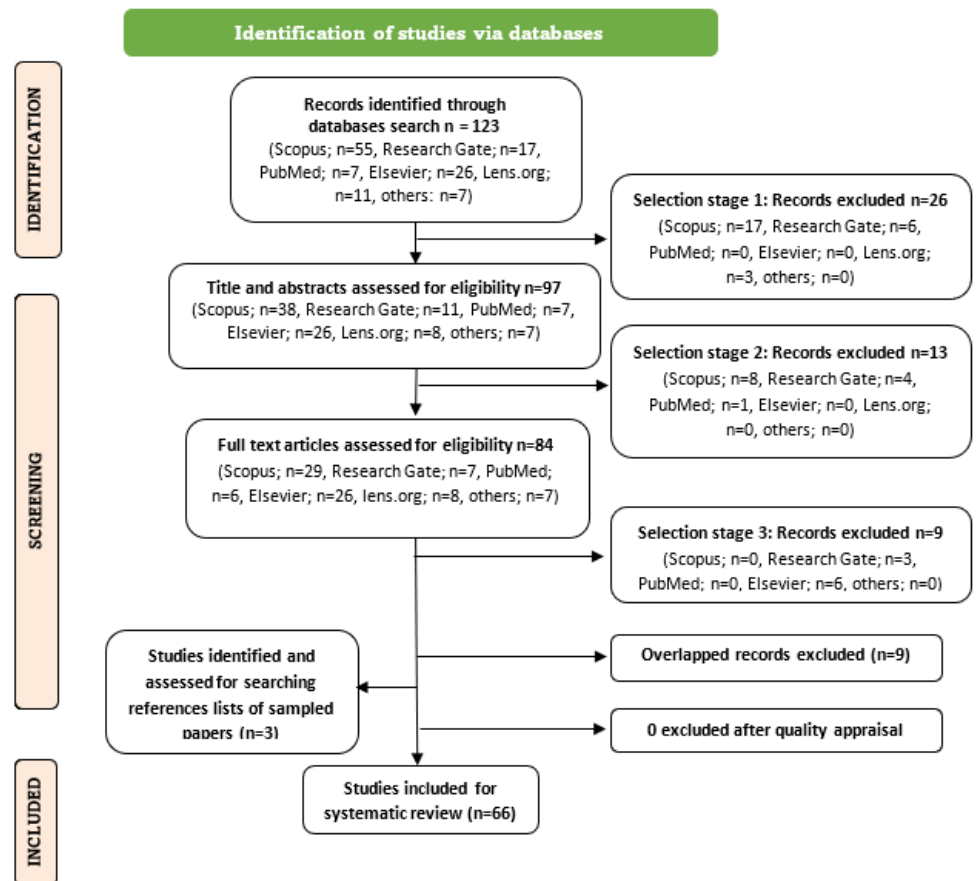 Identification of studies via databases
IDENTIFICATION
Records identified through
databases search n = 123
(Scopus; n=55, Research Gate; n=17,
PubMed; n=7, Elsevier; n=26, Lens.org;
n=11, others: n=7)
Selection stage 1: Records excluded n=26
(Scopus; n=17, Research Gate; n=6,
PubMed; n=0, Elsevier; n=0, Lens.org;
n=3, others; n=0)
SCREENING
Title and abstracts assessed for eligibility n=97
(Scopus; n=38, Research Gate; n=11, PubMed; n=7,
Elsevier; n=26, Lens.org; n=8, others; n=7)
Selection stage 2: Records excluded n=13
(Scopus; n=8, Research Gate; n=4,
PubMed; n=1, Elsevier; n=0, Lens.org;
n=0, others: n=0)
Full text articles assessed for eligibility n=84
(Scopus; n=29, Research Gate; n=7, PubMed;
n=6, Elsevier; n=26, lens.org; n=8, others; n=7)
Selection stage 3: Records excluded n=9
(Scopus; n=0, Research Gate; n=3,
PubMed; n=0, Elsevier; n=6, others; n=0)
Studies identified and
assessed for searching
references lists of sampled
papers (n=3)
Overlapped records excluded (n=9)
0 excluded after quality appraisal
INCLUDED
Studies included for
systematic review (n=66)